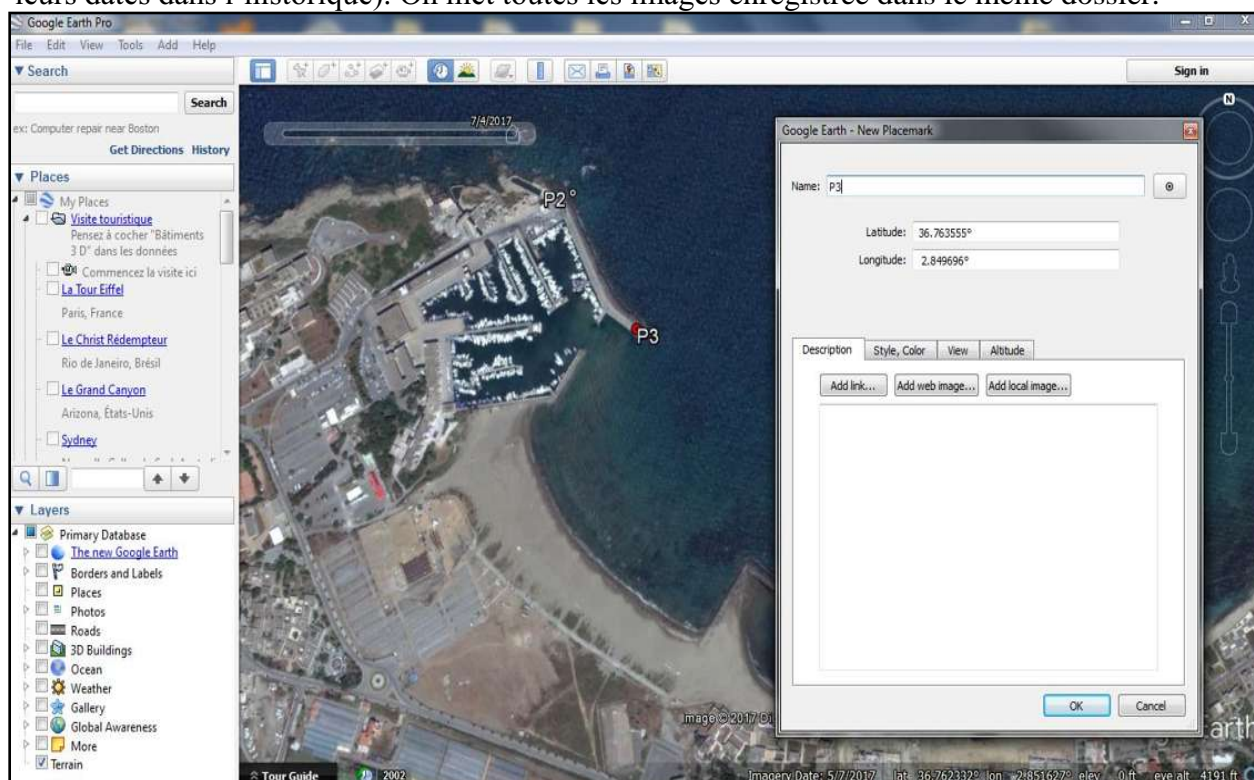 leurs dates dans l'historique). On met toutes les images enregistrée dans le même dossier.
Google Earth Pro
File Edit View Tools Add Help
Search
Sign in
Search
ex: Computer repair near Boston
Get Directions History
Places
My Places
Visite touristique
Pensez à cocher "Bâtiments
3 D" dans les données
Commencez la visite ici
La Tour Eiffel
Paris, France
Le Christ Rédempteur
Rio de Janeiro, Brésil
Le Grand Canyon
Arizona, États-Unis
Sydney
Layers
Primary Database
The new Google Earth
Borders and Labels
Places
Photos
Roads
3D Buildings
Ocean
Weather
Gallery
Global Awareness
More
Terrain
7/4/2017
N
P2
P3
Google Earth - New Placemark
Name: P3
Latitude: 36.763555°
Longitude: 2.849696°
Description Style, Color View Altitude
Add link... Add web image... Add local image...
OK Cancel
Image © 2017
earth
Tour Guide 2002
Imagery Date: 5/7/2017 lat 36.762332° lon 2.851627° elev 0 ft eye alt 4191 ft